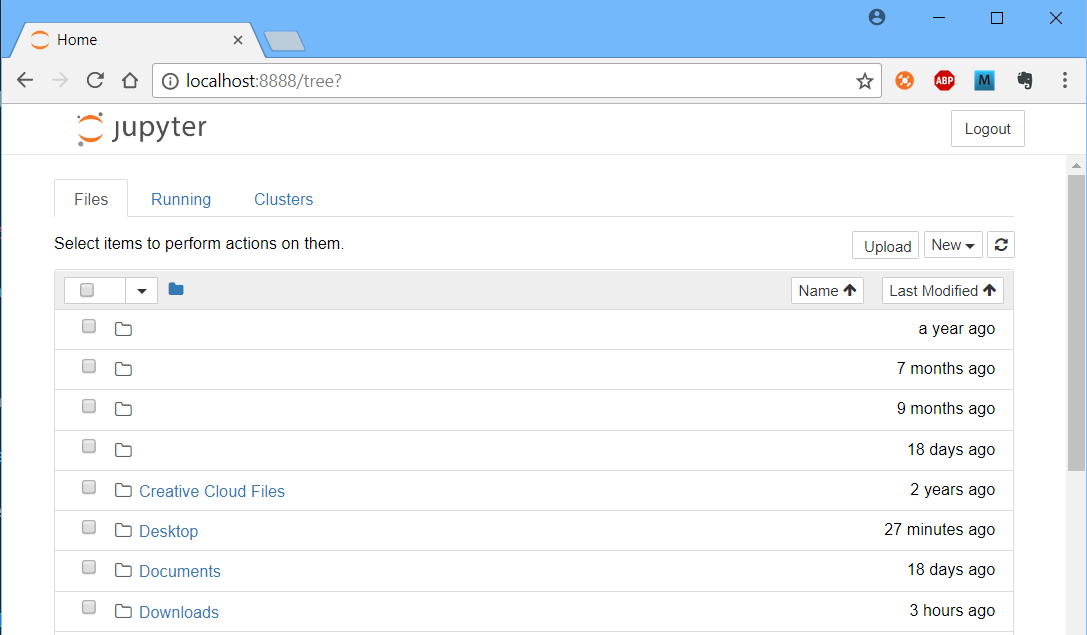 Home
localhost:8888/tree?
ABP
M
jupyter
Logout
Files Running Clusters
Select items to perform actions on them.
Upload New
Name Last Modified
a year ago
7 months ago
9 months ago
18 days ago
Creative Cloud Files 2 years ago
Desktop 27 minutes ago
Documents 18 days ago
Downloads 3 hours ago